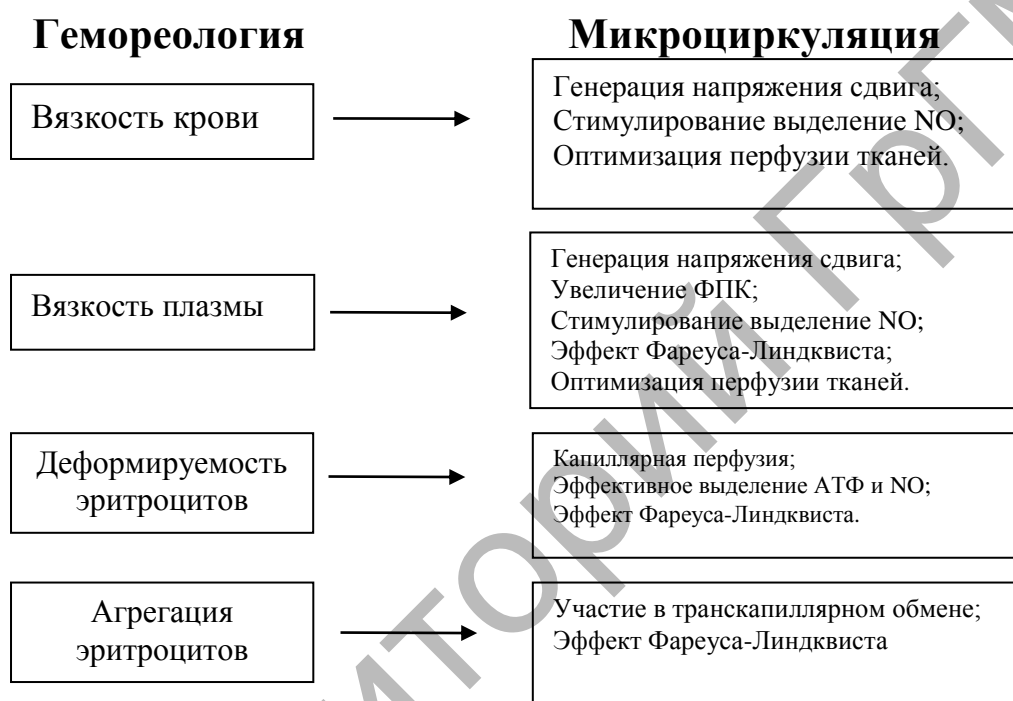 Гемореология
Микроциркуляция
Вязкость крови
Генерация напряжения сдвига;
Стимулирование выделение NO;
Оптимизация перфузии тканей.
Вязкость плазмы
Генерация напряжения сдвига;
Увеличение ФПК;
Стимулирование выделение NO;
Эффект Фареуса-Линдквиста;
Оптимизация перфузии тканей.
Деформируемость
эритроцитов
Капиллярная перфузия;
Эффективное выделение АТФ и NO;
Эффект Фареуса-Линдквиста.
Агрегация
эритроцитов
Участие в транскапиллярном обмене;
Эффект Фареуса-Линдквиста